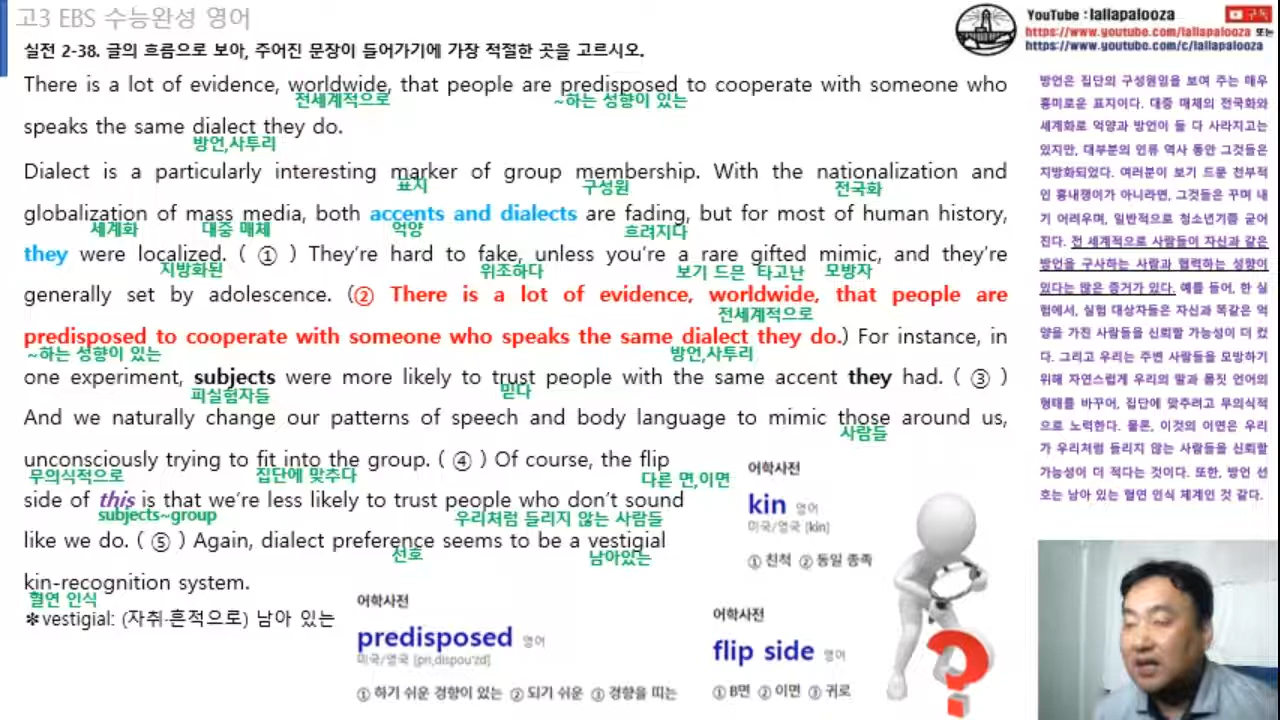 고3 EBS 수능완성 영어
YouTube : lallapalooza
구독
https://www.youtube.com/lallapalooza 또는
https://www.youtube.com/c/lallapalooza
실전 2-38. 글의 흐름으로 보아, 주어진 문장이 들어가기에 가장 적절한 곳을 고르시오.
There is a lot of evidence, worldwide, that people are predisposed to cooperate with someone who
전세계적으로 ~하는 성향이 있는
speaks the same dialect they do.
방언,사투리
Dialect is a particularly interesting marker of group membership. With the nationalization and
표지 구성원 전국화
globalization of mass media, both accents and dialects are fading, but for most of human history,
세계화 대중 매체 억양 흐려지다
they were localized. ( ① ) They're hard to fake, unless you're a rare gifted mimic, and they're
지방화된 위조하다 보기 드문 타고난 모방자
generally set by adolescence. (② There is a lot of evidence, worldwide, that people are
전세계적으로
predisposed to cooperate with someone who speaks the same dialect they do.) For instance, in
~하는 성향이 있는 방언,사투리
one experiment, subjects were more likely to trust people with the same accent they had. ( ③ )
피실험자들 믿다
And we naturally change our patterns of speech and body language to mimic those around us,
사람들
unconsciously trying to fit into the group. ( ④ ) Of course, the flip
무의식적으로 집단에 맞추다 다른 면,이면
side of this is that we're less likely to trust people who don't sound
subjects~group 우리처럼 들리지 않는 사람들
like we do. ( ⑤ ) Again, dialect preference seems to be a vestigial
선호 남아있는
kin-recognition system.
혈연 인식
＊vestigial: (자취·흔적으로) 남아 있는
어학사전
predisposed 영어
미국/영국 [pri,dispou'zd]
① 하기 쉬운 경향이 있는 ② 되기 쉬운 ③ 경향을 띠는
어학사전
kin 영어
미국/영국 [kin]
① 친척 ② 동일 종족
어학사전
flip side 영어
① B면 ② 이면 ③ 귀로
방언은 집단의 구성원임을 보여 주는 매우
흥미로운 표지이다. 대중 매체의 전국화와
세계화로 억양과 방언이 둘 다 사라지고는
있지만, 대부분의 인류 역사 동안 그것들은
지방화되었다. 여러분이 보기 드문 천부적
인 흉내쟁이가 아니라면, 그것들은 꾸며 내
기 어려우며, 일반적으로 청소년기쯤 굳어
진다. 전 세계적으로 사람들이 자신과 같은
방언을 구사하는 사람과 협력하는 성향이
있다는 많은 증거가 있다. 예를 들어, 한 실
험에서, 실험 대상자들은 자신과 똑같은 억
양을 가진 사람들을 신뢰할 가능성이 더 컸
다. 그리고 우리는 주변 사람들을 모방하기
위해 자연스럽게 우리의 말과 몸짓 언어의
형태를 바꾸어, 집단에 맞추려고 무의식적
으로 노력한다. 물론, 이것의 이면은 우리
가 우리처럼 들리지 않는 사람들을 신뢰할
가능성이 더 적다는 것이다. 또한, 방언 선
호는 남아 있는 혈연 인식 체계인 것 같다.